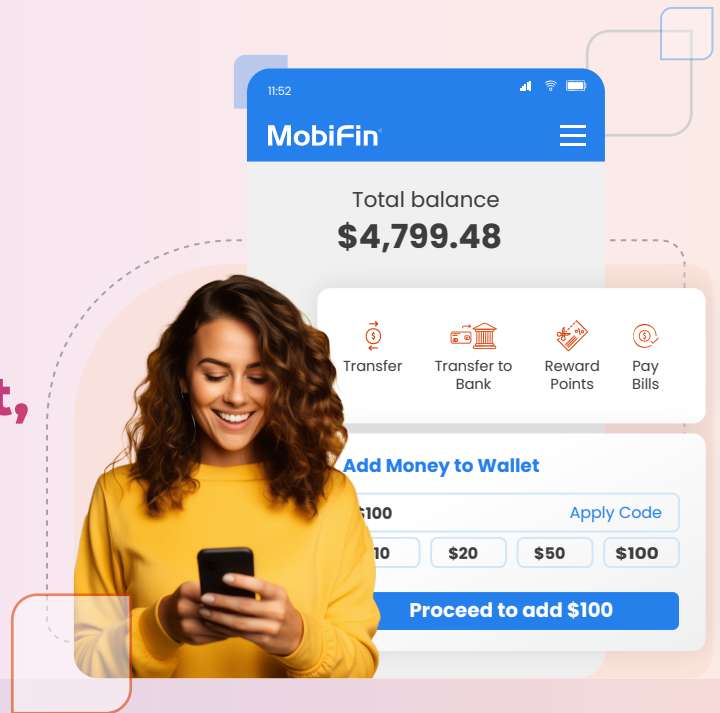 11:52
MobiFin
Total balance
$4,799.48
Transfer
Transfer to
Bank
Reward
Points
Pay
Bills
t,
Add Money to Wallet
$100
Apply Code
10
$20
$50
$100
Proceed to add $100